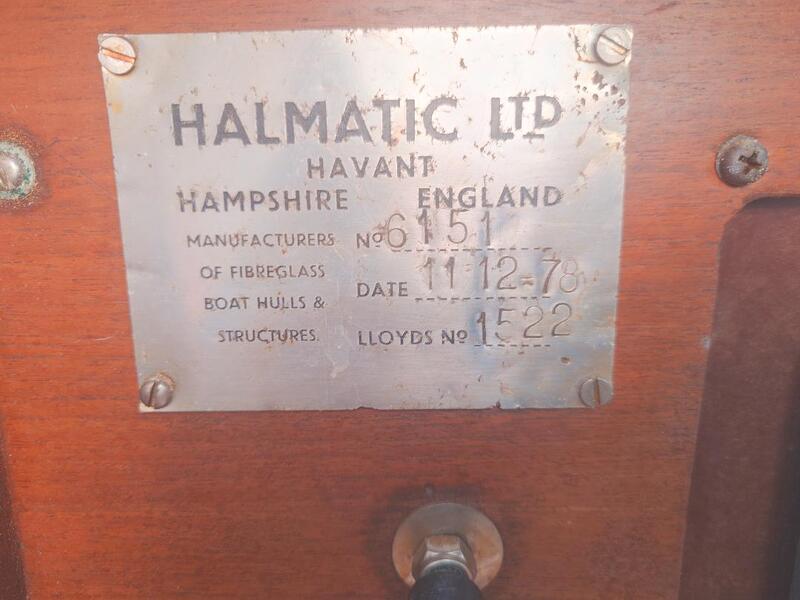 HALMATIC LTD
HAVANT
HAMPSHIRE ENGLAND
MANUFACTURERS
OF FIBREGLASS
BOAT HULLS &
STRUCTURES.
No 6151
DATE 11-12-78
LLOYDS No 1522